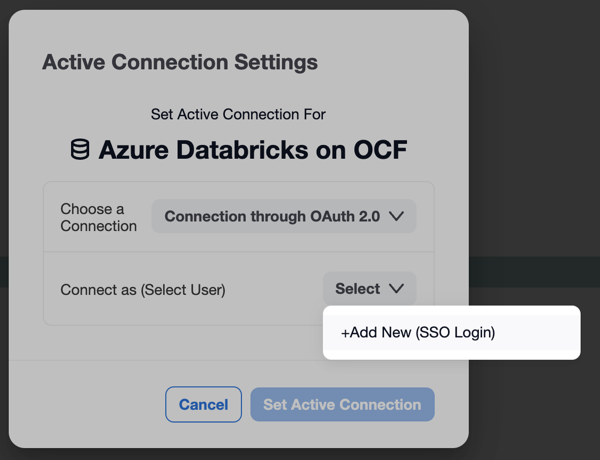 Active Connection Settings
Set Active Connection For
Azure Databricks on OCF
Choose a
Connection
Connection through OAuth 2.0
Connect as (Select User)
Select
+Add New (SSO Login)
Cancel
Set Active Connection